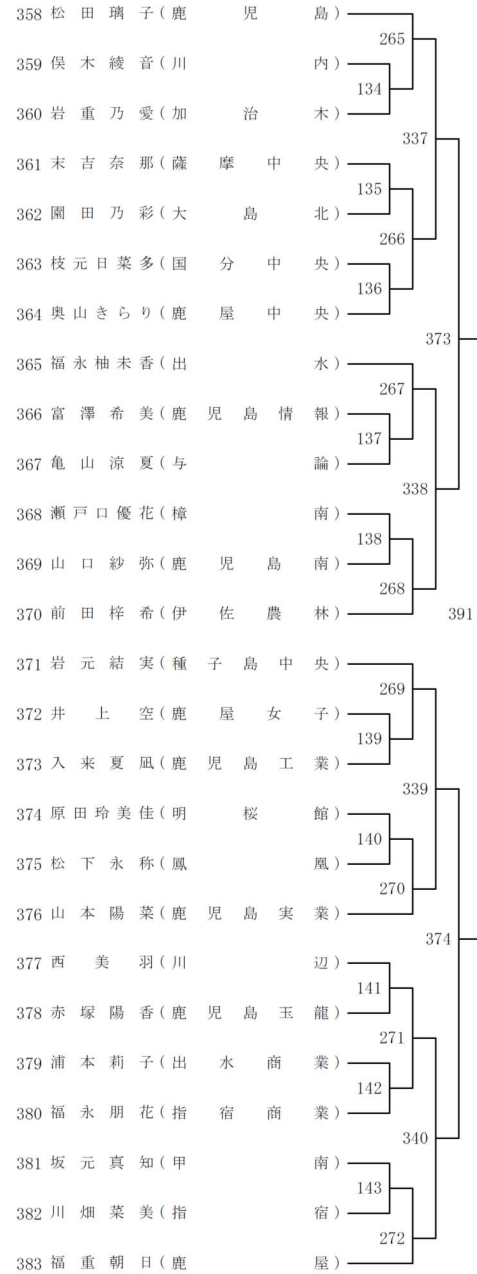 358 松田璃子(鹿児島)
265
359 俣木綾音(川内)
134
360 岩重乃愛(加治木)
337
361 末吉奈那(薩摩中央)
135
362 園田乃彩(大島北)
266
363 枝元日菜多(国分中央)
136
364 奥山きらり(鹿屋中央)
373
365 福永柚未香(出水)
267
366 富澤希美(鹿児島情報)
137
367 亀山涼夏(与論)
338
368 瀬戸口優花(樟南)
138
369 山口紗弥(鹿児島南)
268
370 前田梓希(伊佐農林)
391
371 岩元結実(種子島中央)
269
372 井上空(鹿屋女子)
139
373 入来夏凪(鹿児島工業)
339
374 原田玲美佳(明桜館)
140
375 松下永称(鳳凰)
270
376 山本陽菜(鹿児島実業)
374
377 西美羽(川辺)
141
378 赤塚陽香(鹿児島玉龍)
271
379 浦本莉子(出水商業)
142
380 福永朋花(指宿商業)
340
381 坂元真知(甲南)
143
382 川畑菜美(指宿)
272
383 福重朝日(鹿屋)